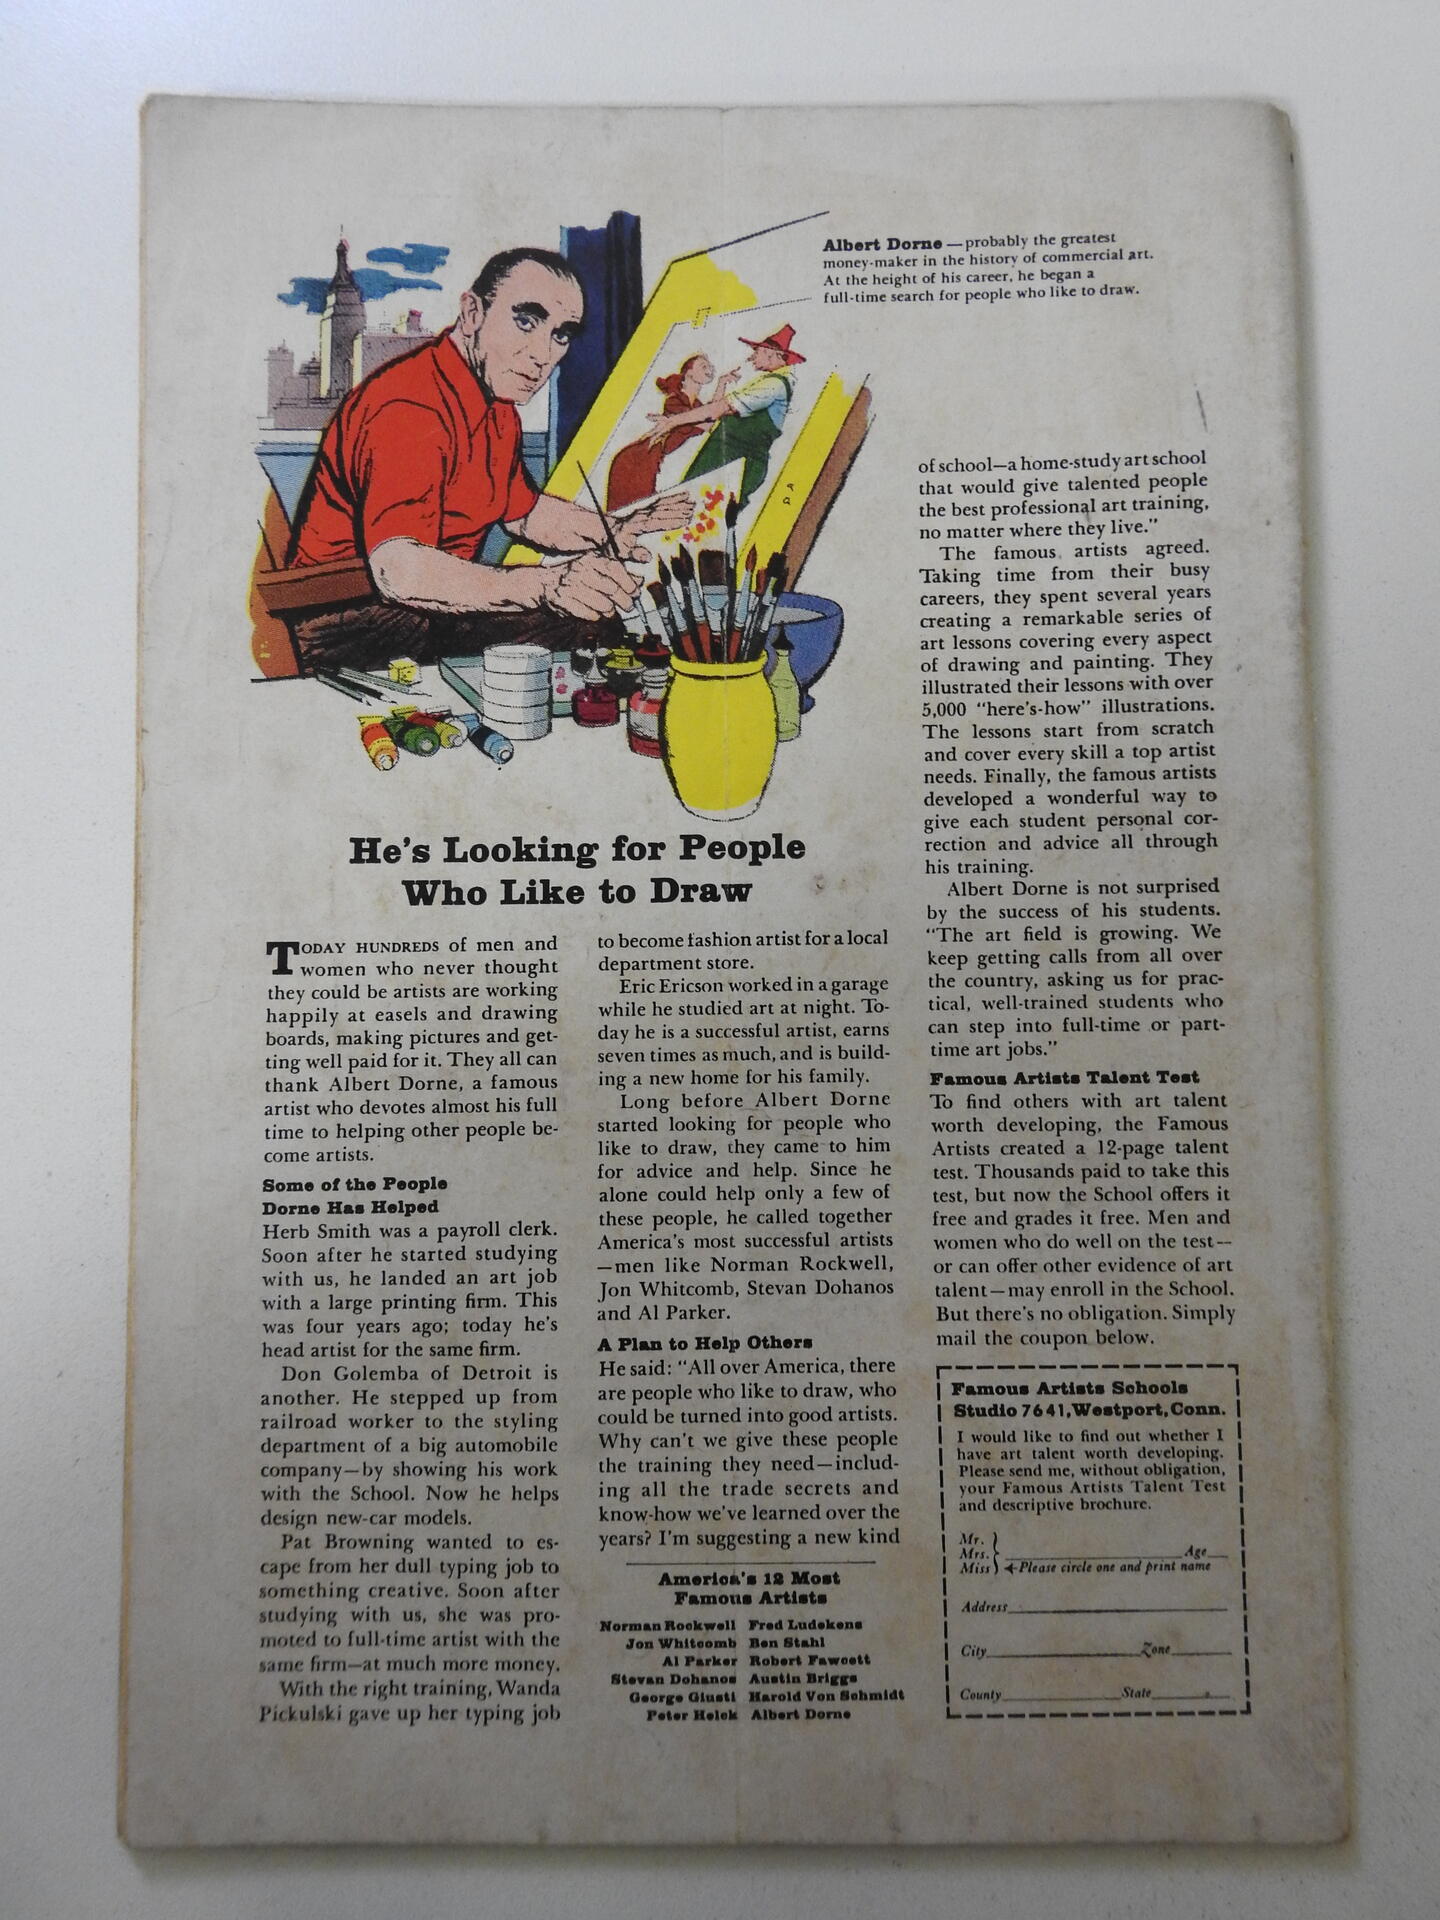 Albert Dorne — probably the greatest
money-maker in the history of commercial art.
At the height of his career, he began a
full-time search for people who like to draw.
He's Looking for People
Who Like to Draw
TODAY HUNDREDS of men and
women who never thought
they could be artists are working
happily at easels and drawing
boards, making pictures and get-
ting well paid for it. They all can
thank Albert Dorne, a famous
artist who devotes almost his full
time to helping other people be-
come artists.
Some of the People
Dorne Has Helped
Herb Smith was a payroll clerk.
Soon after he started studying
with us, he landed an art job
with a large printing firm. This
was four years ago; today he's
head artist for the same firm.
Don Golemba of Detroit is
another. He stepped up from
railroad worker to the styling
department of a big automobile
company—by showing his work
with the School. Now he helps
design new-car models.
Pat Browning wanted to es-
cape from her dull typing job to
something creative. Soon after
studying with us, she was pro-
moted to full-time artist with the
same firm—at much more money.
With the right training, Wanda
Pickulski gave up her typing job
to become fashion artist for a local
department store.
Eric Ericson worked in a garage
while he studied art at night. To-
day he is a successful artist, earns
seven times as much, and is build-
ing a new home for his family.
Long before Albert Dorne
started looking for people who
like to draw, they came to him
for advice and help. Since he
alone could help only a few of
these people, he called together
America's most successful artists
—men like Norman Rockwell,
Jon Whitcomb, Stevan Dohanos
and Al Parker.
A Plan to Help Others
He said: "All over America, there
are people who like to draw, who
could be turned into good artists.
Why can't we give these people
the training they need—includ-
ing all the trade secrets and
know-how we've learned over the
years? I'm suggesting a new kind
America's 12 Most
Famous Artists
Norman Rockwell Fred Ludekens
Jon Whitcomb Ben Stahl
Al Parker Robert Fawcett
Stevan Dohanos Austin Briggs
George Giusti Harold Von Schmidt
Peter Helck Albert Dorne
of school—a home-study art school
that would give talented people
the best professional art training,
no matter where they live."
The famous artists agreed.
Taking time from their busy
careers, they spent several years
creating a remarkable series of
art lessons covering every aspect
of drawing and painting. They
illustrated their lessons with over
5,000 "here's-how" illustrations.
The lessons start from scratch
and cover every skill a top artist
needs. Finally, the famous artists
developed a wonderful way to
give each student personal cor-
rection and advice all through
his training.
Albert Dorne is not surprised
by the success of his students.
"The art field is growing. We
keep getting calls from all over
the country, asking us for prac-
tical, well-trained students who
can step into full-time or part-
time art jobs."
Famous Artists Talent Test
To find others with art talent
worth developing, the Famous
Artists created a 12-page talent
test. Thousands paid to take this
test, but now the School offers it
free and grades it free. Men and
women who do well on the test—
or can offer other evidence of art
talent—may enroll in the School.
But there's no obligation. Simply
mail the coupon below.
Famous Artists Schools
Studio 7641, Westport, Conn.
I would like to find out whether I
have art talent worth developing.
Please send me, without obligation,
your Famous Artists Talent Test
and descriptive brochure.
Mr.
Mrs. Age
Miss Please circle one and print name
Address
City Zone
County State